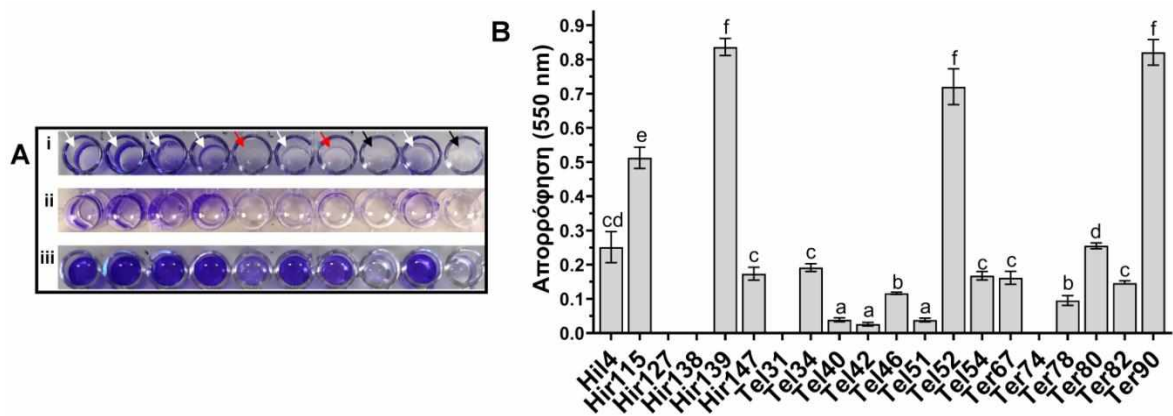 A
i
ii
iii
B
Απορρόφηση (550 nm)
0.9
0.8
0.7
0.6
0.5
0.4
0.3
0.2
0.1
0.0
cd
e
f
c
c
a
a
b
a
f
c
c
b
d
c
f
Hil4
Hir115
Hir127
Hir138
Hir139
Hir147
Tel31
Tel34
Tel40
Tel42
Tel46
Tel51
Tel52
Tel54
Ter67
Ter74
Ter78
Ter80
Ter82
Ter90